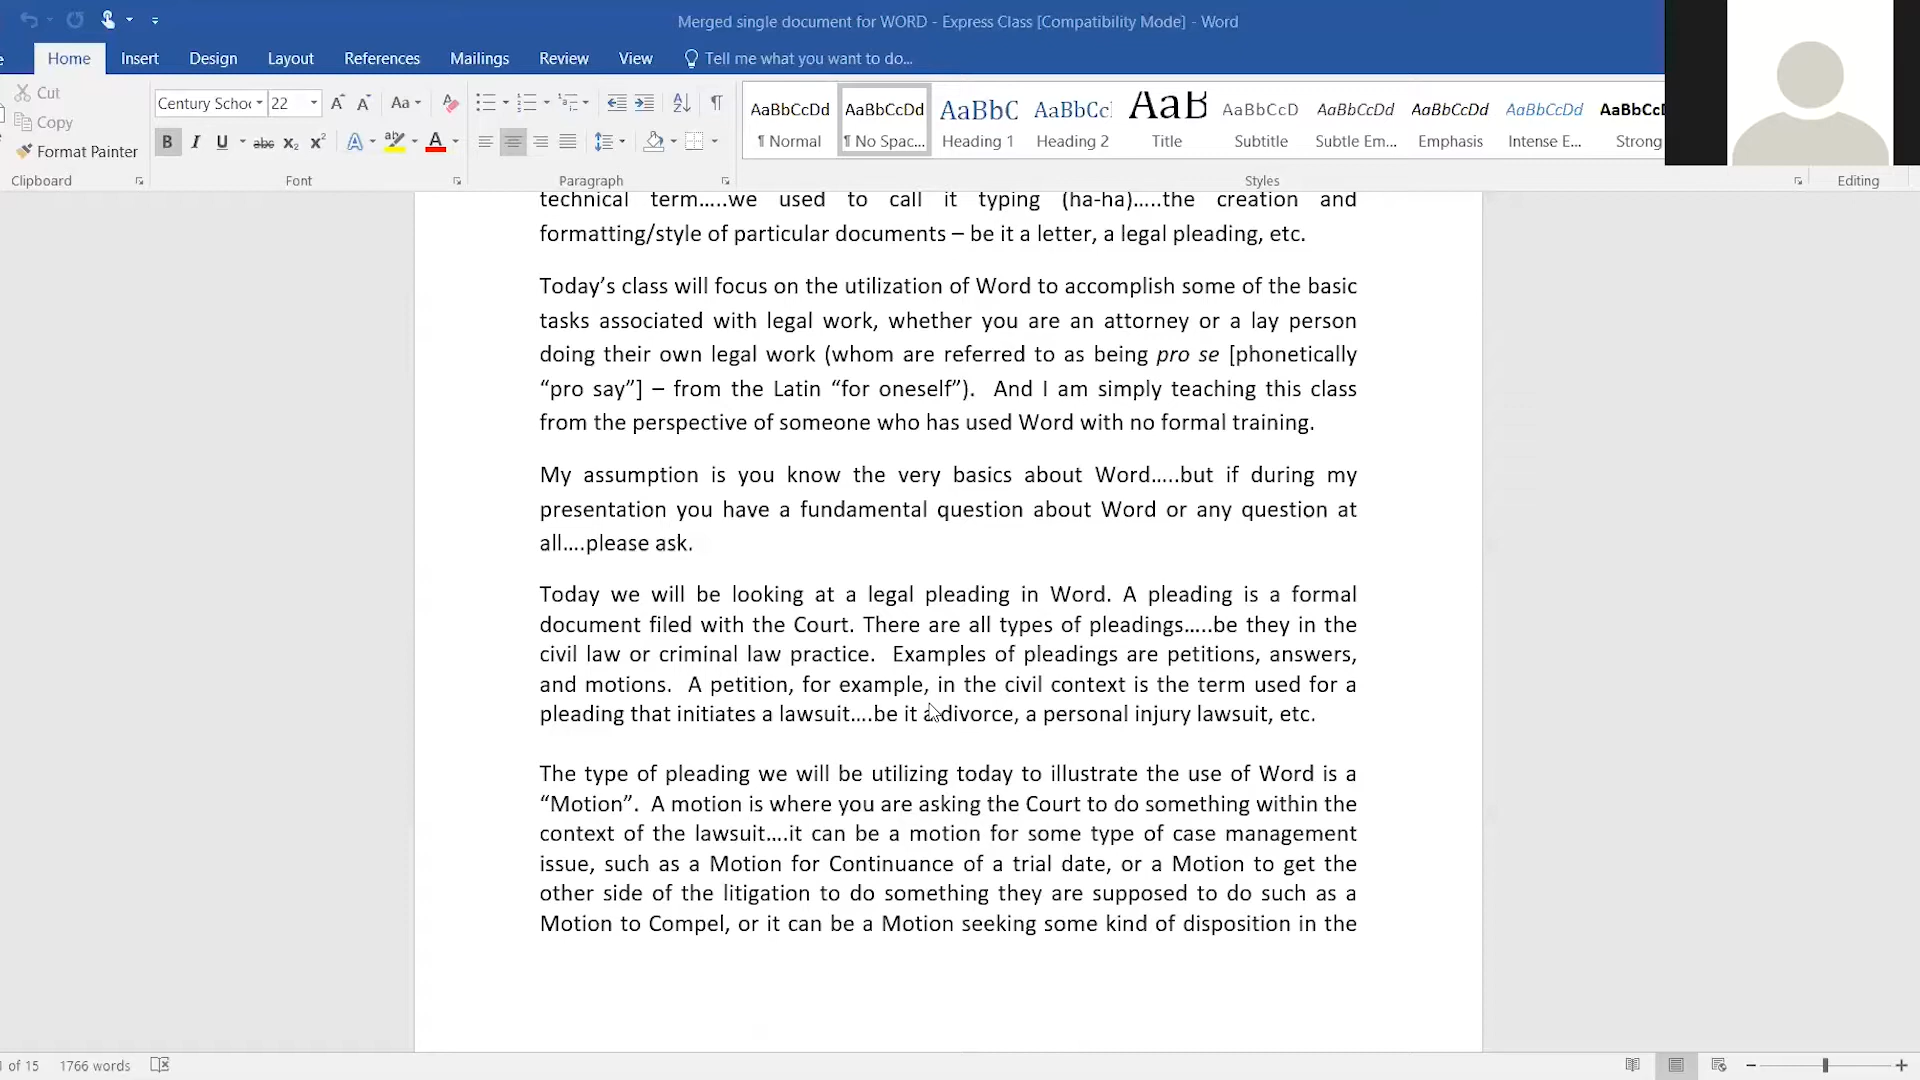 Merged single document for WORD - Express Class [Compatibility Mode] - Word
Home Insert Design Layout References Mailings Review View Tell me what you want to do...
Cut
Copy
Format Painter
Clipboard
Century Schoo 22
Font
Paragraph
AaBbCcDd AaBbCcDd AaBbC AaBbCc AaB AaBbCcD AaBbCcDd AaBbCcDd AaBbCcDd AaBbCcD
¶ Normal ¶ No Spac... Heading 1 Heading 2 Title Subtitle Subtle Em... Emphasis Intense E... Strong
Styles
Editing
technical term.....we used to call it typing (ha-ha).....the creation and
formatting/style of particular documents – be it a letter, a legal pleading, etc.
Today’s class will focus on the utilization of Word to accomplish some of the basic
tasks associated with legal work, whether you are an attorney or a lay person
doing their own legal work (whom are referred to as being pro se [phonetically
“pro say”] – from the Latin “for oneself”).  And I am simply teaching this class
from the perspective of someone who has used Word with no formal training.
My assumption is you know the very basics about Word.....but if during my
presentation you have a fundamental question about Word or any question at
all....please ask.
Today we will be looking at a legal pleading in Word. A pleading is a formal
document filed with the Court. There are all types of pleadings.....be they in the
civil law or criminal law practice.  Examples of pleadings are petitions, answers,
and motions.  A petition, for example, in the civil context is the term used for a
pleading that initiates a lawsuit....be it a divorce, a personal injury lawsuit, etc.
The type of pleading we will be utilizing today to illustrate the use of Word is a
“Motion”.  A motion is where you are asking the Court to do something within the
context of the lawsuit....it can be a motion for some type of case management
issue, such as a Motion for Continuance of a trial date, or a Motion to get the
other side of the litigation to do something they are supposed to do such as a
Motion to Compel, or it can be a Motion seeking some kind of disposition in the
of 15 1766 words